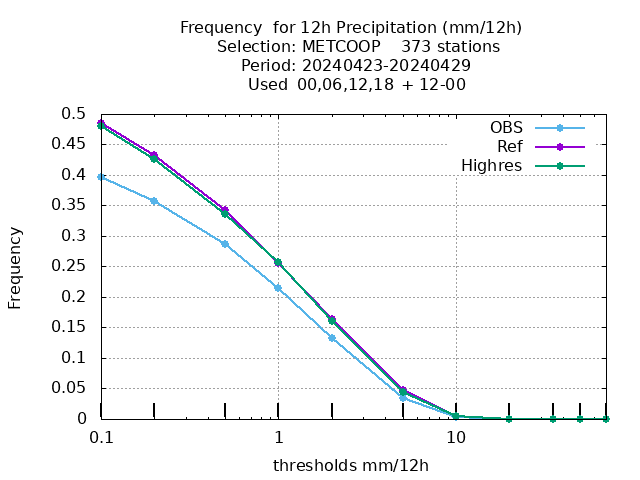 Frequency  for 12h Precipitation (mm/12h)
Selection: METCOOP    373 stations
Period: 20240423-20240429
Used 00,06,12,18 + 12-00
0.5
OBS
0.45
Ref
Highres
0.4
0.35
0.3
0.25
0.2
0.15
0.1
0.05
0
Frequency
0.1
1
10
thresholds mm/12h